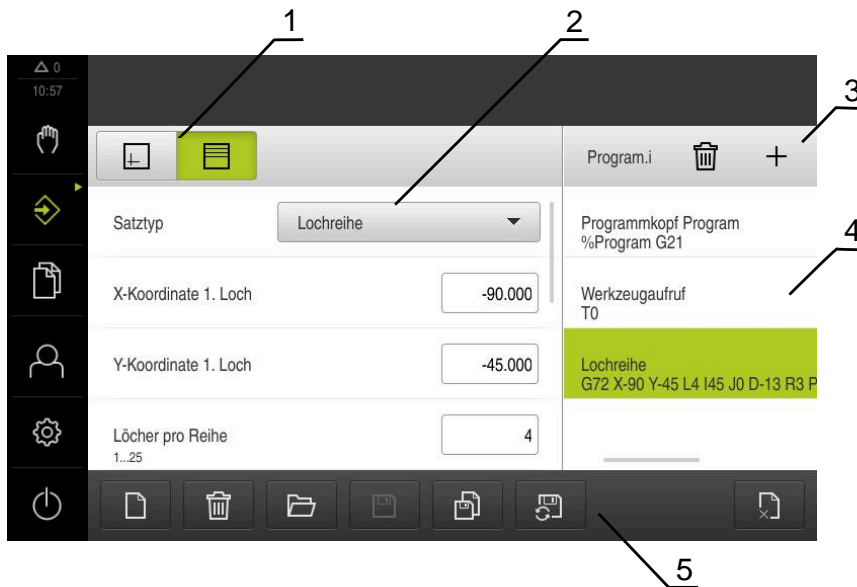 1
2
3
△ 0
10:57
Program.i
Satztyp
Lochreihe
Programmkopf Program
%Program G21
4
X-Koordinate 1. Loch
-90.000
Werkzeugaufruf
T0
Y-Koordinate 1. Loch
-45.000
Lochreihe
G72 X-90 Y-45 L4 I45 J0 D-13 R3 P
Löcher pro Reihe
1...25
4
5